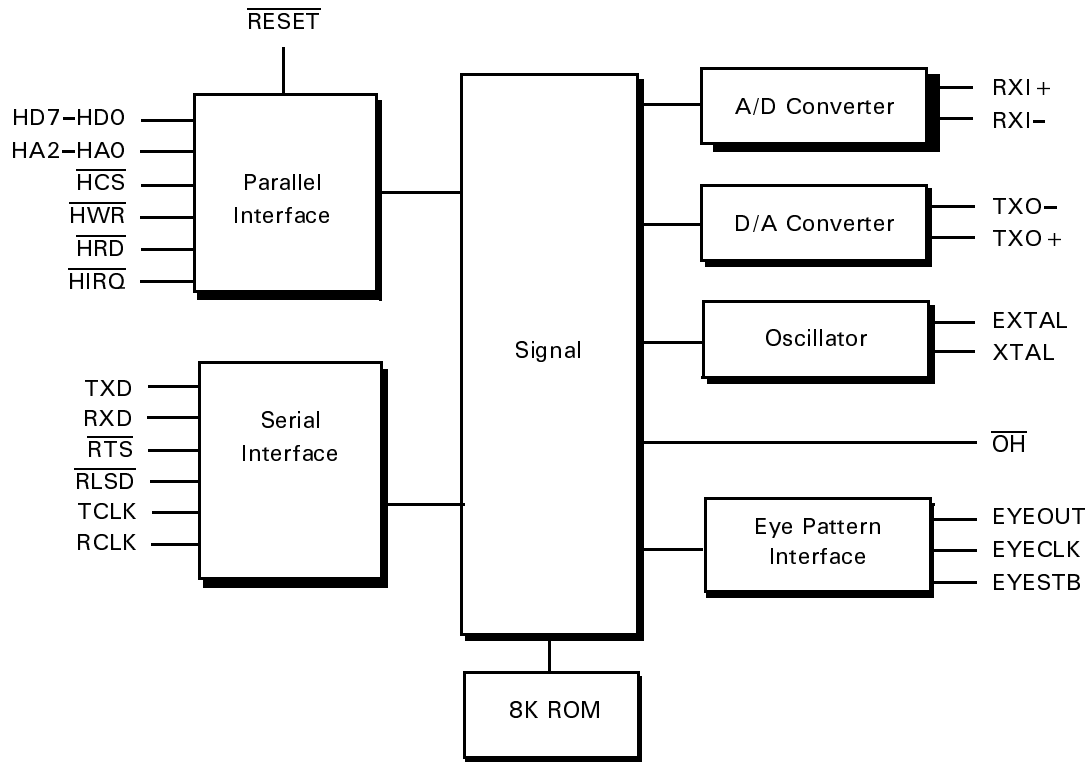 RESET
HD7-HD0
HA2-HA0
HCS
HWR
HRD
HIRQ
Parallel
Interface
TXD
RXD
RTS
RLSD
TCLK
RCLK
Serial
Interface
Signal
8K ROM
A/D Converter
RXI+
RXI-
D/A Converter
TXO-
TXO+
Oscillator
EXTAL
XTAL
OH
Eye Pattern
Interface
EYEOUT
EYECLK
EYESTB